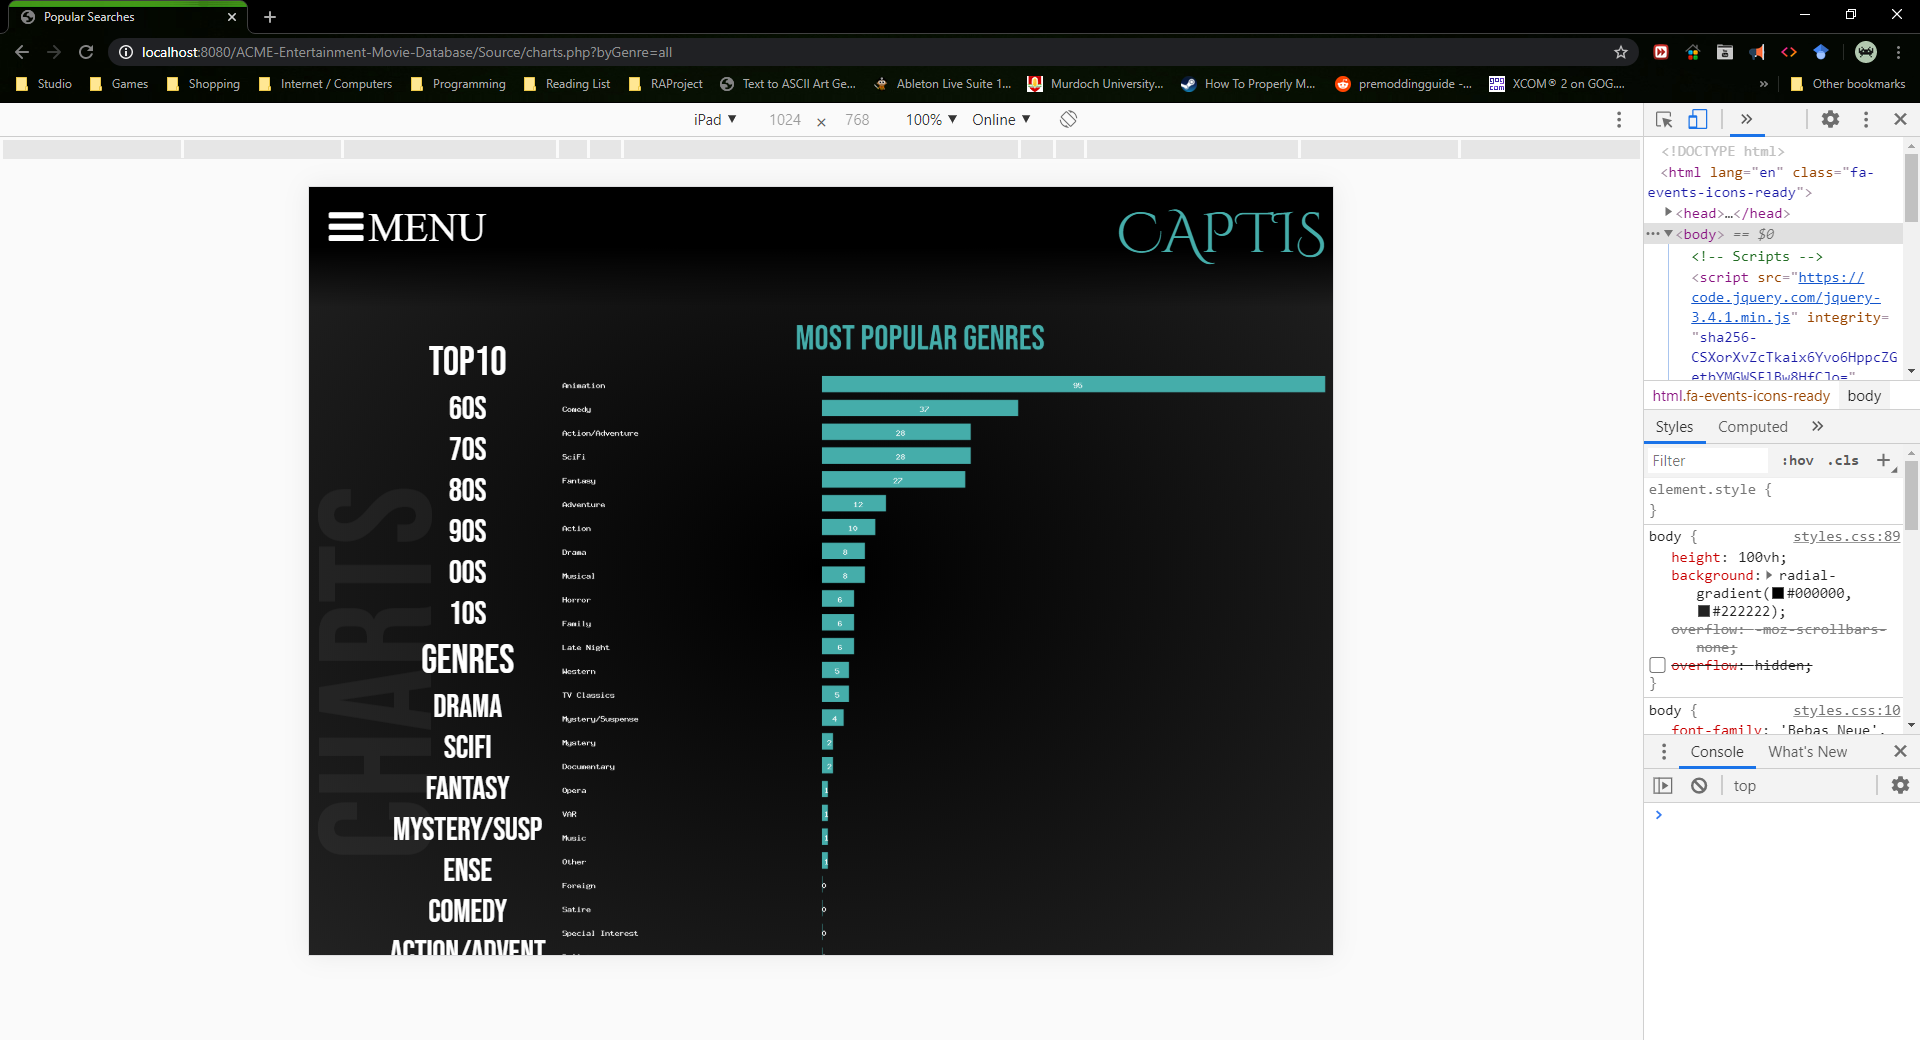 Popular Searches
localhost:8080/ACME-Entertainment-Movie-Database/Source/charts.php?byGenre=all
Studio Games Shopping Internet / Computers Programming Reading List RAProject Text to ASCII Art Ge... Ableton Live Suite 1... Murdoch University,... How To Properly M... premoddingguide -... XCOM® 2 on GOG.... » Other bookmarks
iPad 1024 × 768 100% Online
MENU
CAPTIS
CHARTS
TOP10
60S
70S
80S
90S
00S
10S
GENRES
DRAMA
SCIFI
FANTASY
MYSTERY/SUSP
ENSE
COMEDY
ACTION/ADVENT
MOST POPULAR GENRES
Animation 95
Comedy 37
Action/Adventure 28
SciFi 28
Fantasy 27
Adventure 12
Action 10
Drama 8
Musical 8
Horror 6
Family 6
Late Night 6
Western 5
TV Classics 5
Mystery/Suspense 4
Mystery 2
Documentary 2
Opera 1
VAR 1
Music 1
Other 1
Foreign 0
Satire 0
Special Interest 0
<!DOCTYPE html>
<html lang="en" class="fa-
events-icons-ready">
<head>…</head>
<body> == $0
<!-- Scripts -->
<script src="https://
code.jquery.com/jquery-
3.4.1.min.js" integrity=
"sha256-
CSXorXvZcTkaix6Yvo6HppcZG
etbYMGWSFlBw8HfCJo="
html.fa-events-icons-ready body
Styles Computed »
Filter :hov .cls +
element.style {
}
body { styles.css:89
height: 100vh;
background: radial-
gradient(#000000,
#222222);
overflow: -moz-scrollbars-
none;
overflow: hidden;
}
body { styles.css:10
font-family: 'Bebas Neue',
Console What's New
top